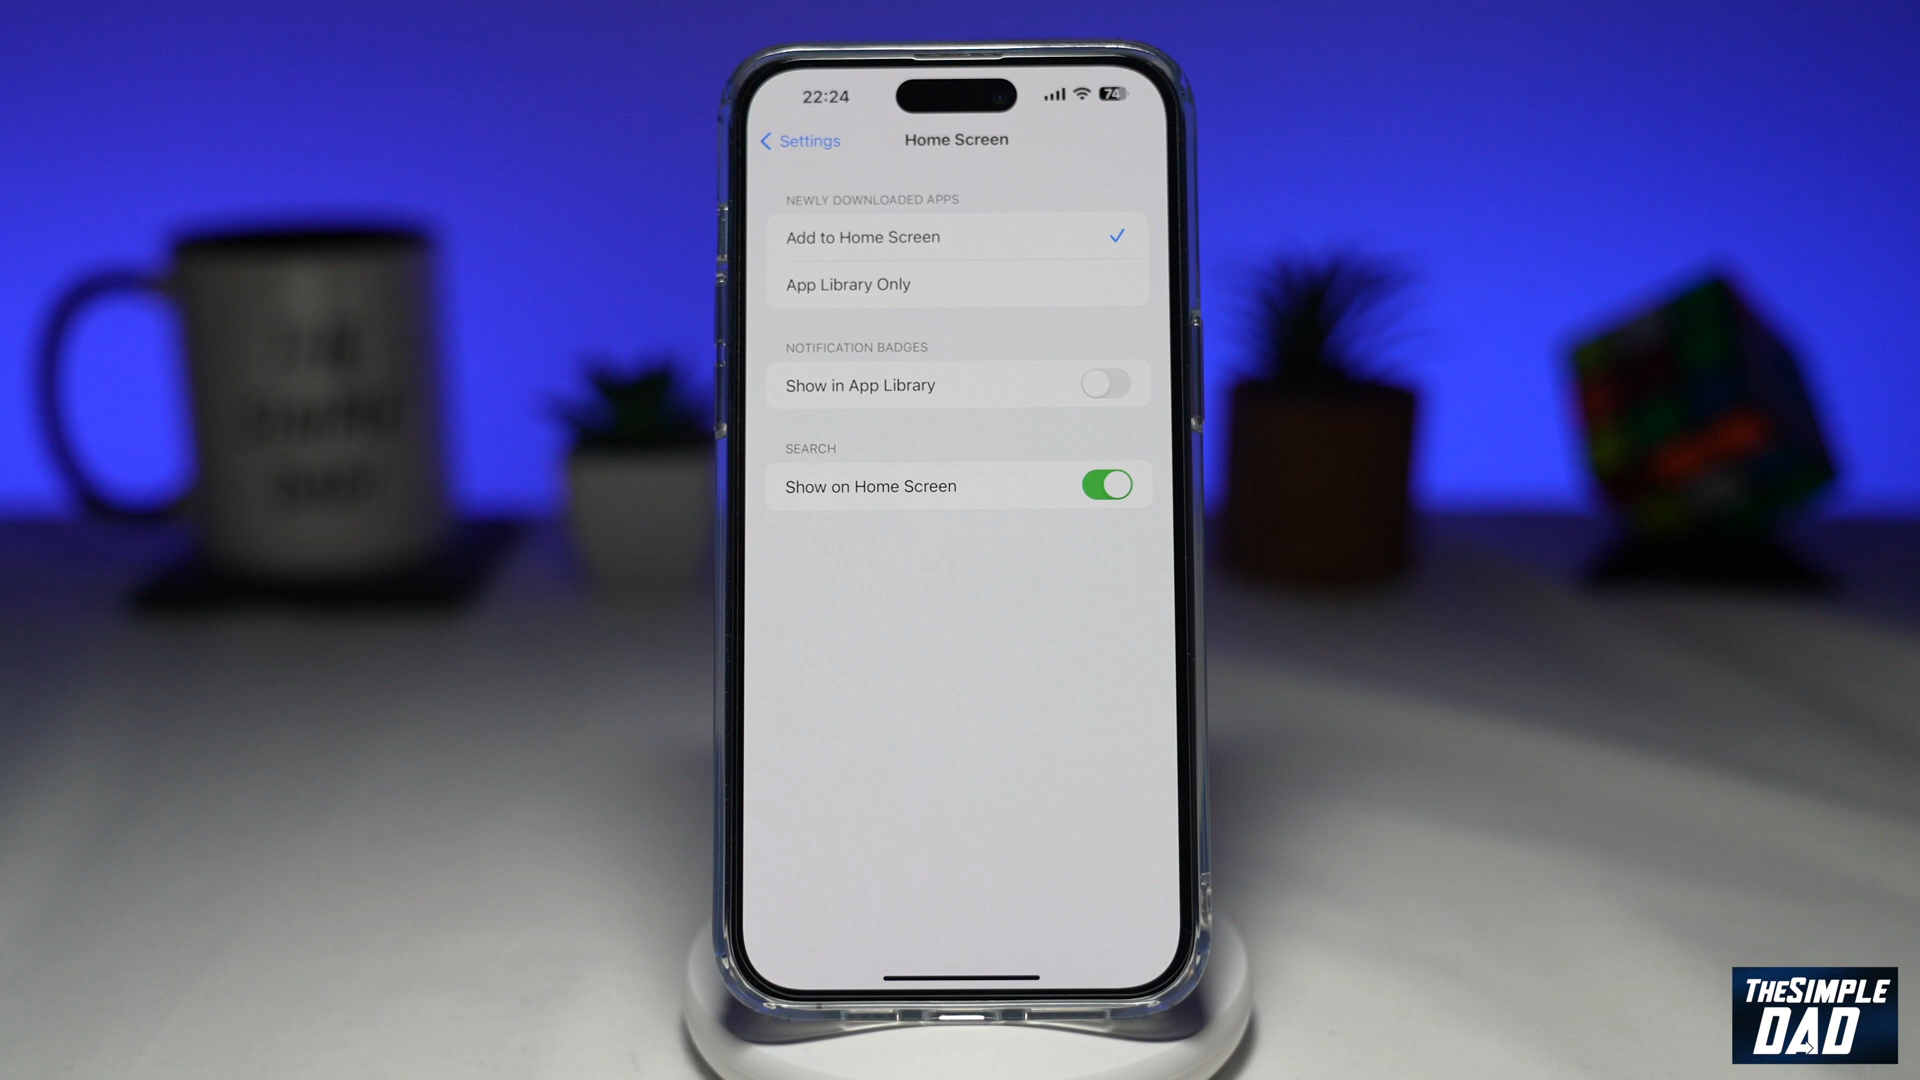 22:24
74
Settings
Home Screen
NEWLY DOWNLOADED APPS
Add to Home Screen
App Library Only
NOTIFICATION BADGES
Show in App Library
SEARCH
Show on Home Screen
THESIMPLE
DAD